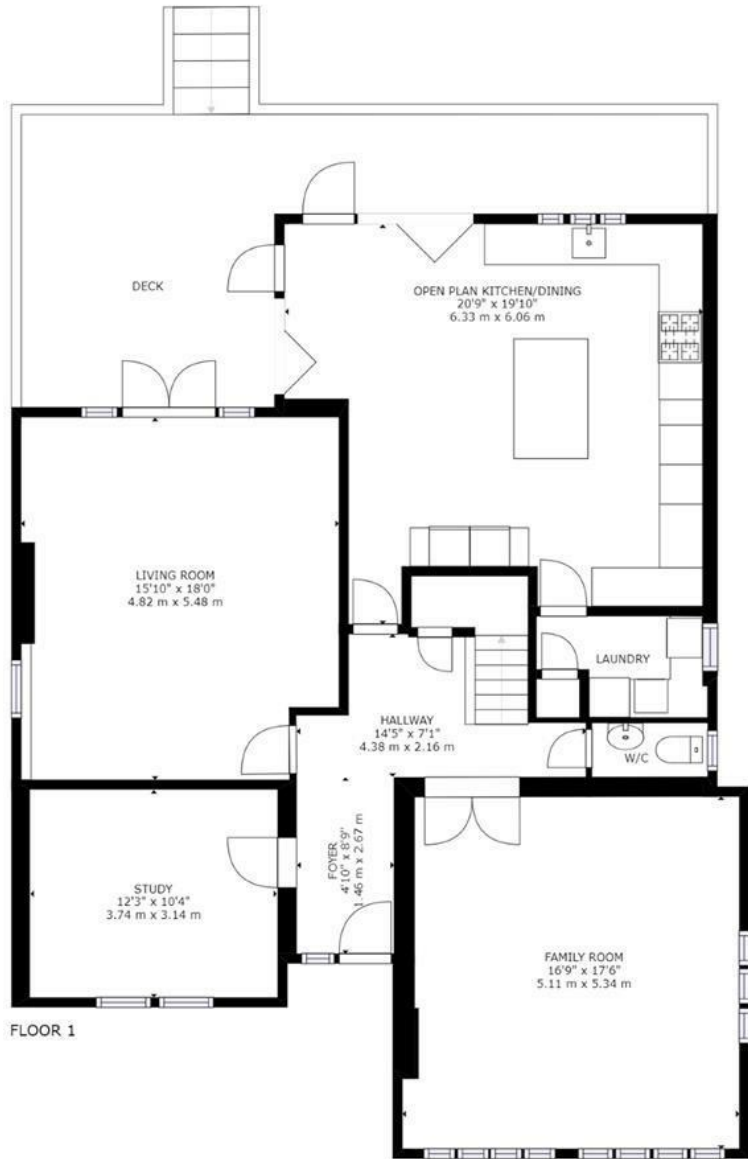 DECK
OPEN PLAN KITCHEN/DINING
20'9" x 19'10"
6.33 m x 6.06 m
LIVING ROOM
15'10" x 18'0"
4.82 m x 5.48 m
LAUNDRY
HALLWAY
14'5" x 7'1"
4.38 m x 2.16 m
W/C
FOYER
4'10" x 8'9"
1.46 m x 2.67 m
STUDY
12'3" x 10'4"
3.74 m x 3.14 m
FAMILY ROOM
16'9" x 17'6"
5.11 m x 5.34 m
FLOOR 1